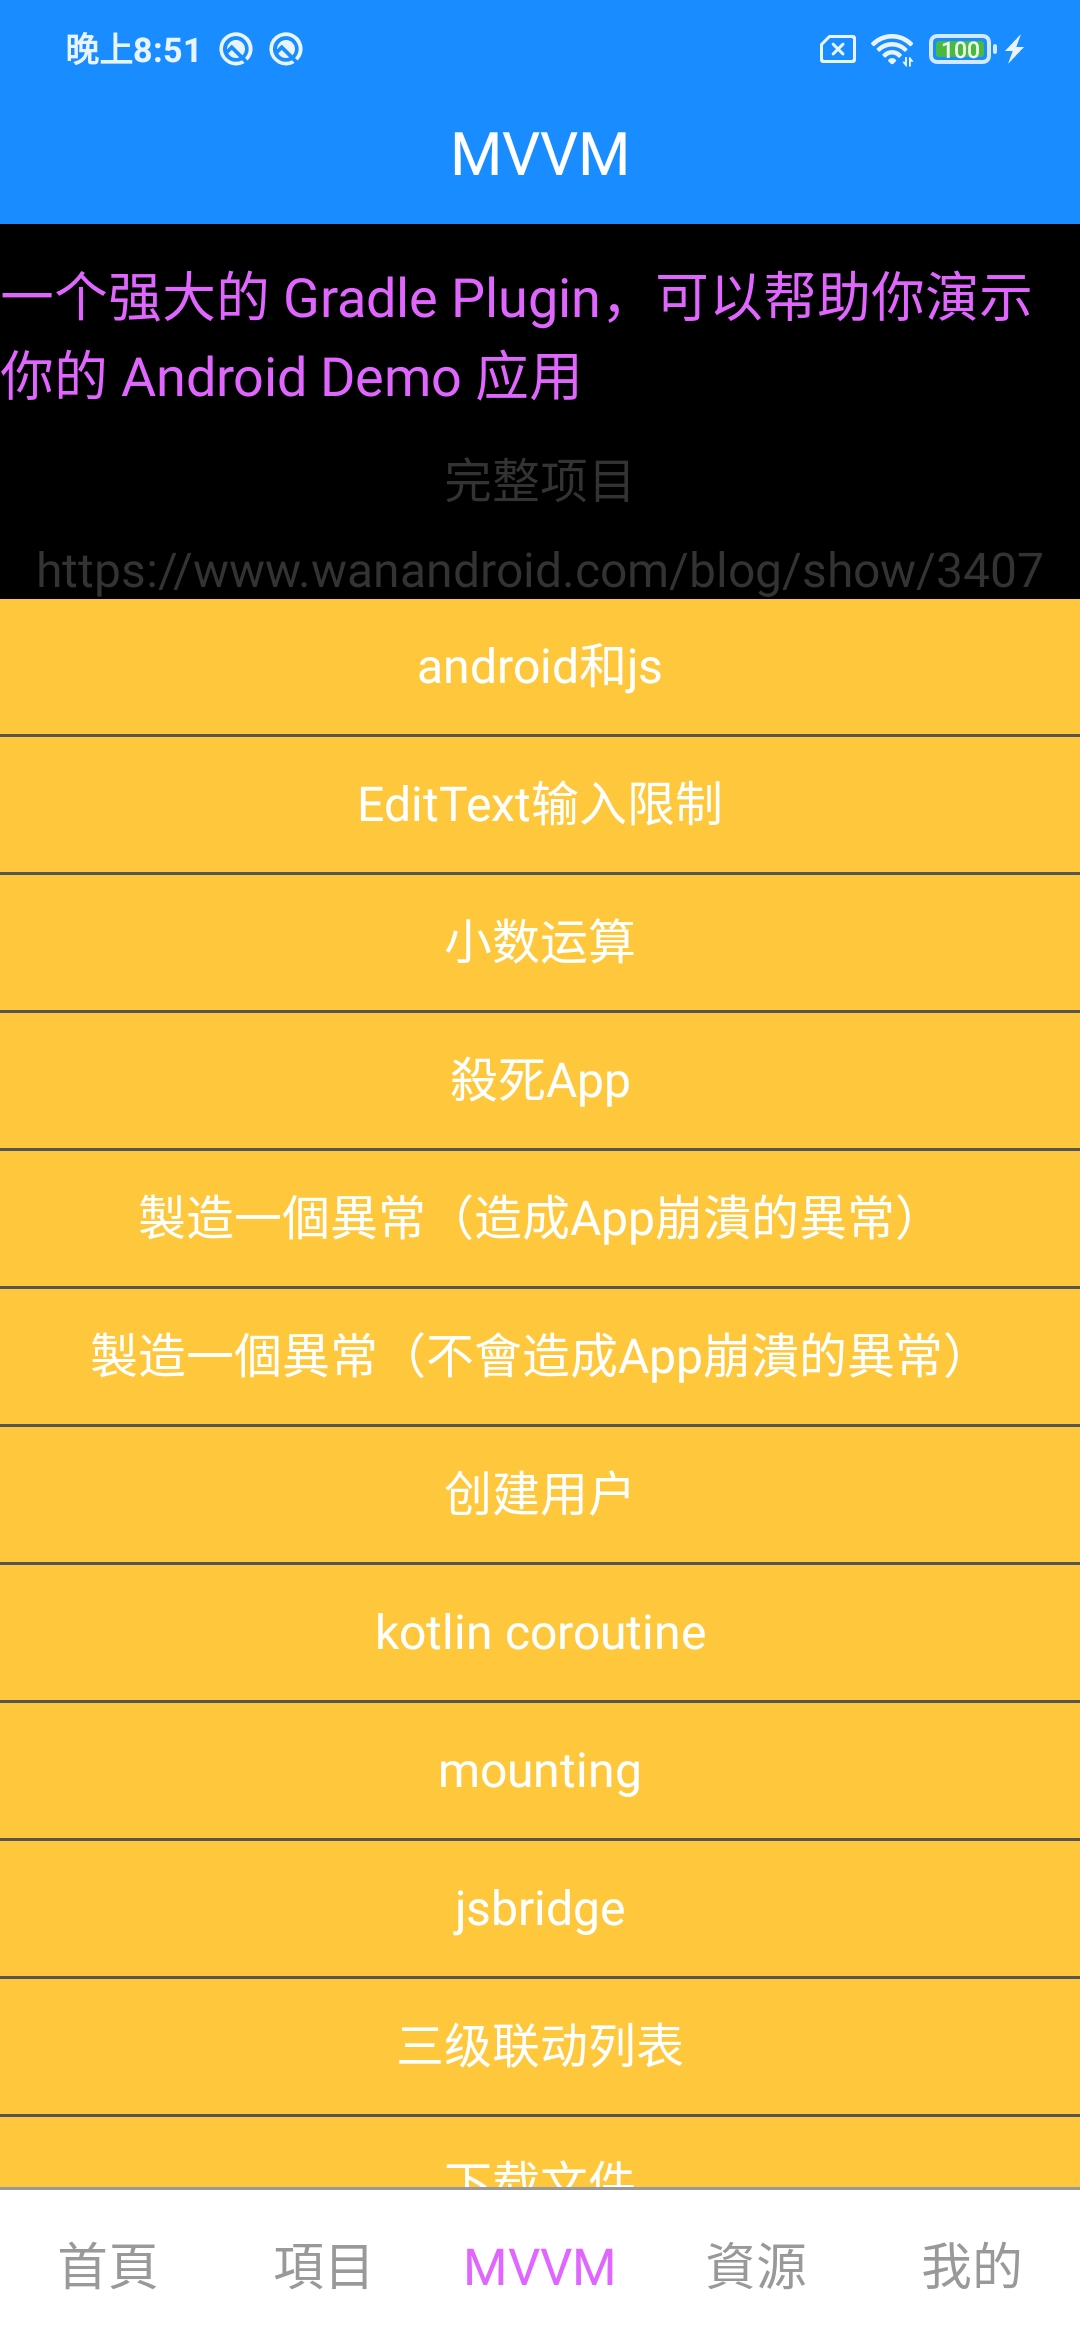 晚上8:51
100
MVVM
一个强大的 Gradle Plugin，可以帮助你演示
你的 Android Demo 应用
完整项目
https://www.wanandroid.com/blog/show/3407
android和js
EditText输入限制
小数运算
殺死App
製造一個異常（造成App崩潰的異常）
製造一個異常（不會造成App崩潰的異常）
创建用户
kotlin coroutine
mounting
jsbridge
三级联动列表
下载文件
首頁
項目
MVVM
資源
我的